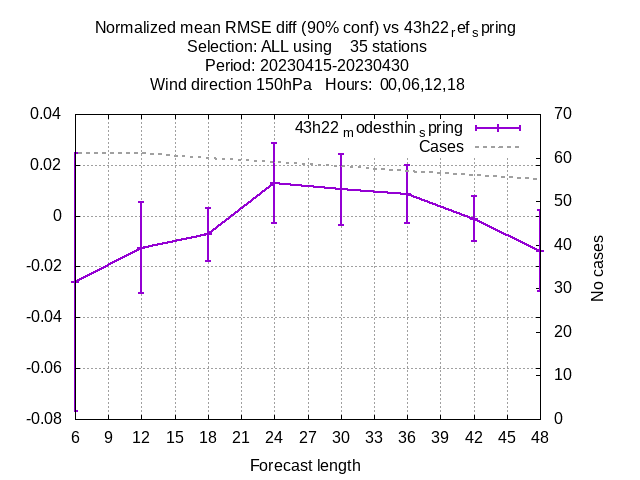 Normalized mean RMSE diff (90% conf) vs 43h22refspring
Selection: ALL using 35 stations
Period: 20230415-20230430
Wind direction 150hPa Hours: 00,06,12,18
0.04 70
43h22modesthinspring
Cases
0.02 60
50
0
40
-0.02
30
-0.04
20
-0.06
10
-0.08 0
No cases
6 9 12 15 18 21 24 27 30 33 36 39 42 45 48
Forecast length